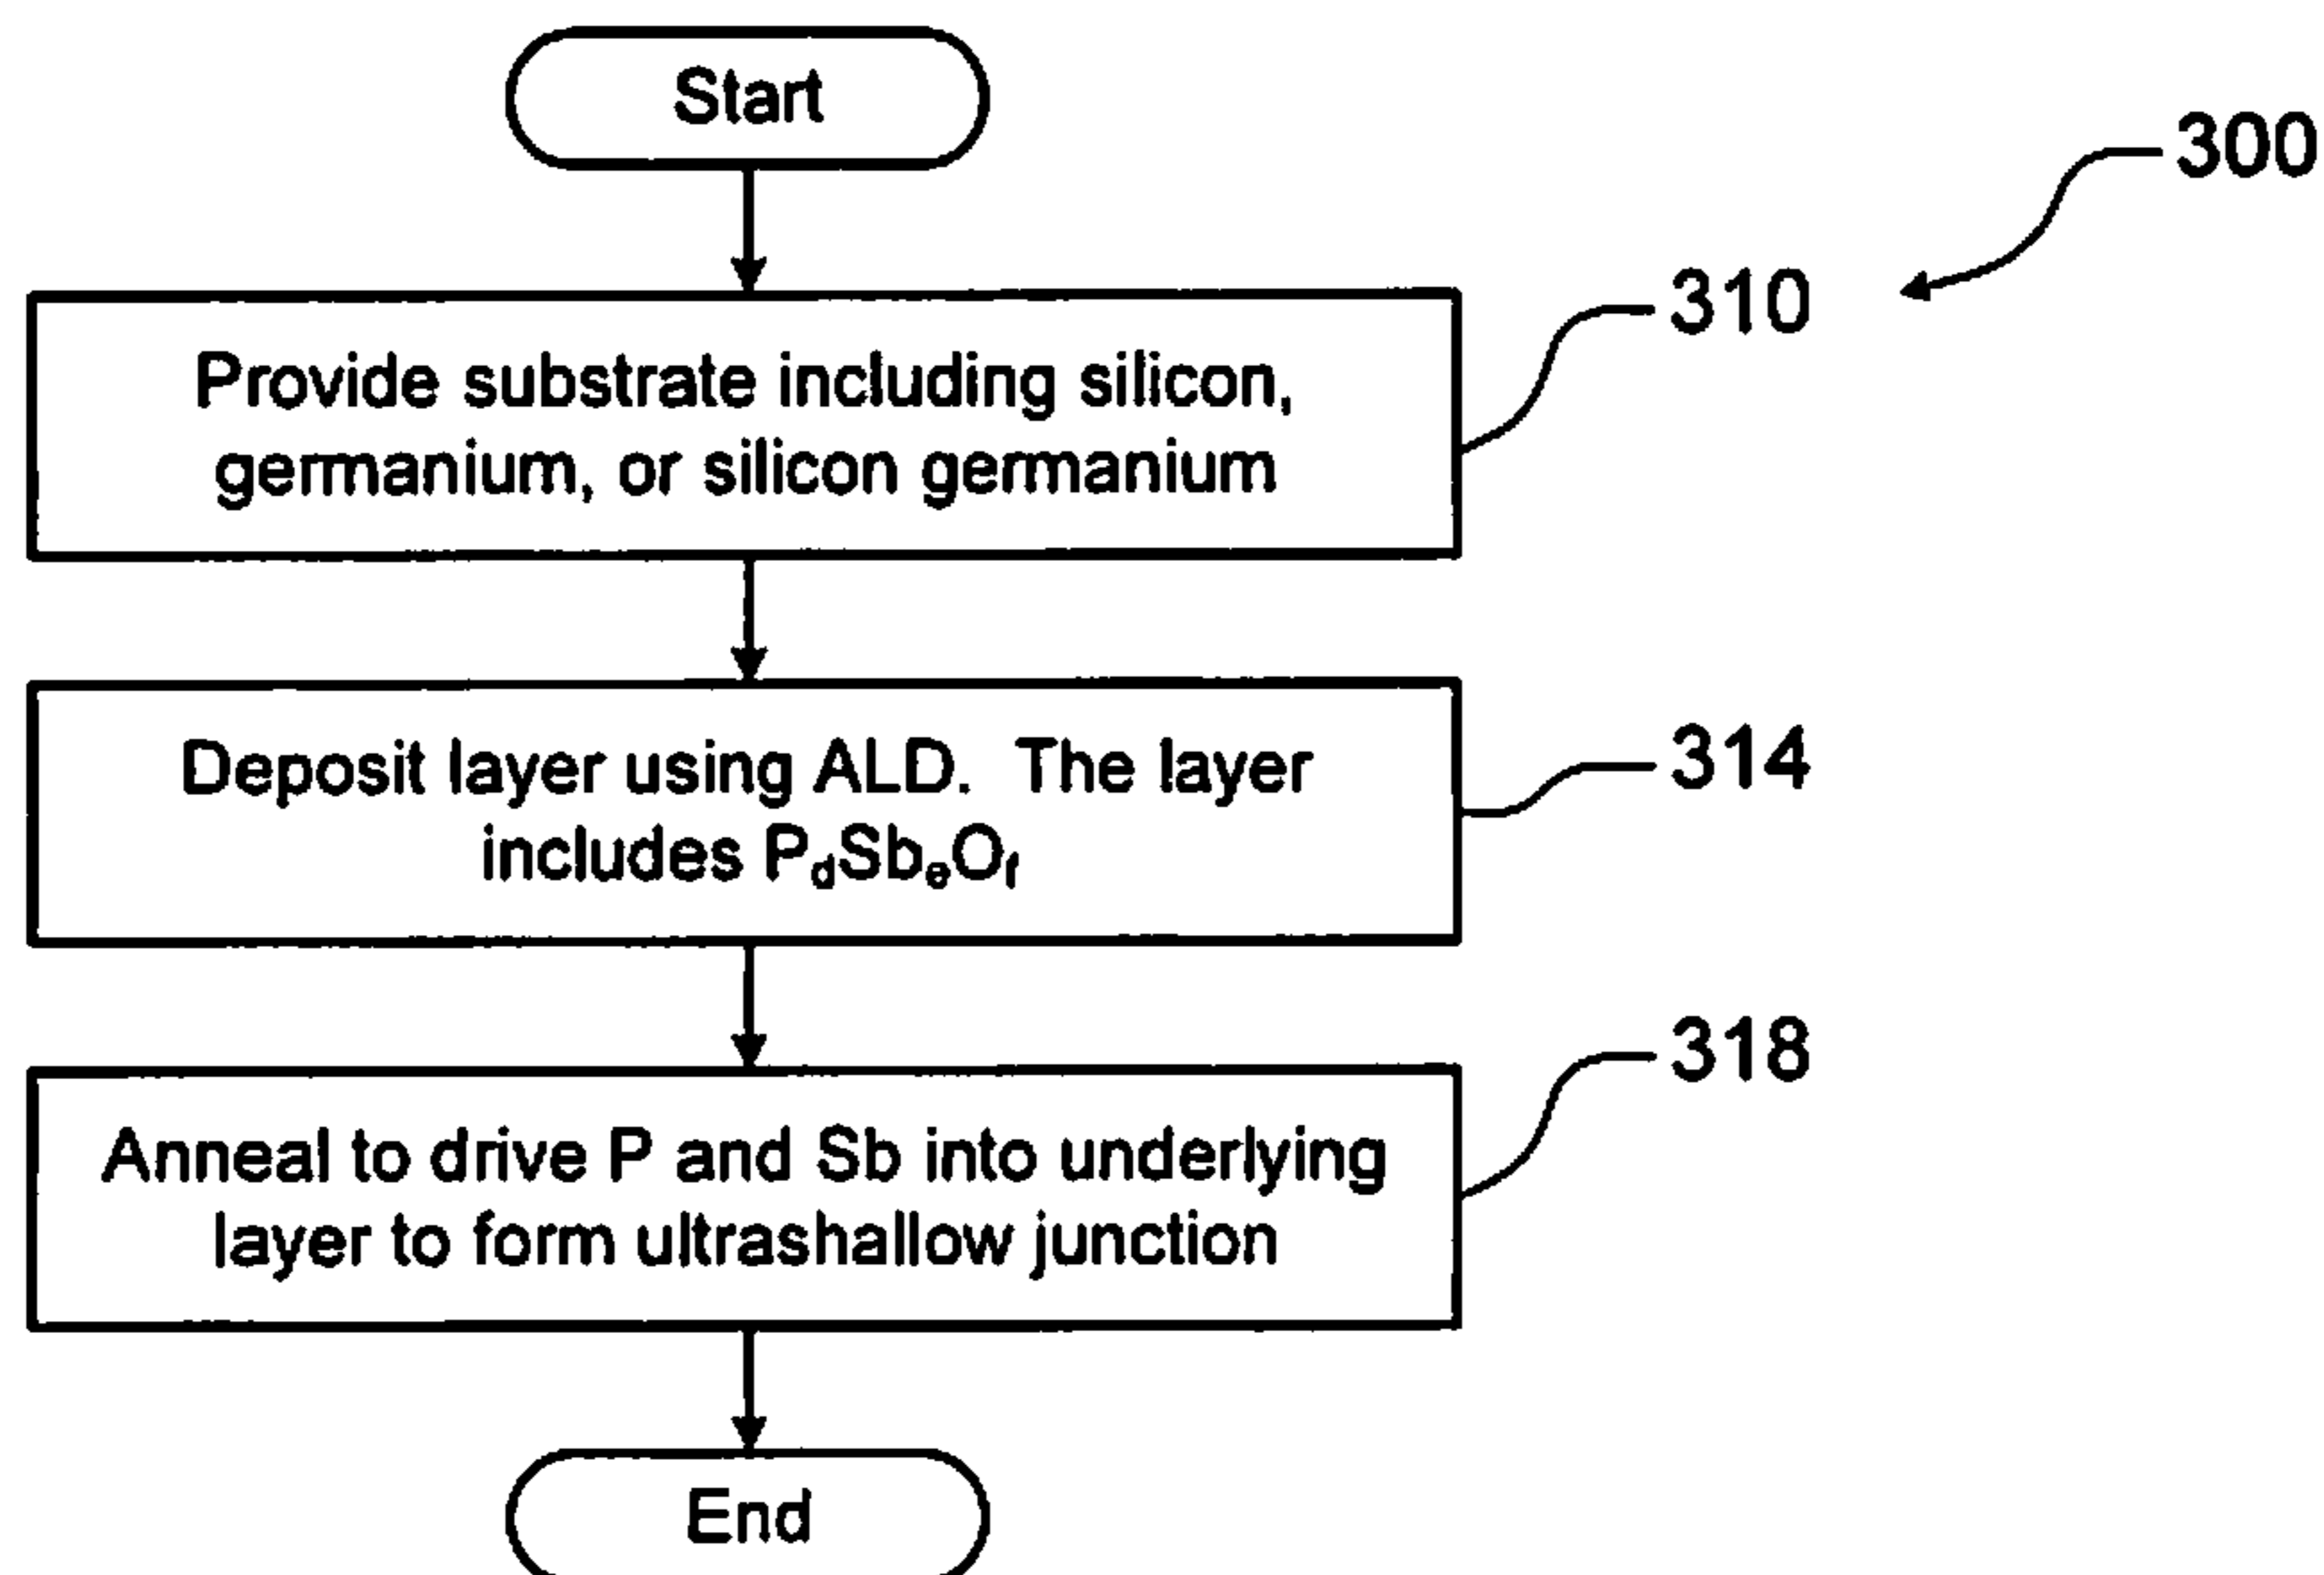 Start
300
310
Provide substrate including silicon,
germanium, or silicon germanium
314
Deposit layer using ALD. The layer
includes PdSbeOf
318
Anneal to drive P and Sb into underlying
layer to form ultrashallow junction
End